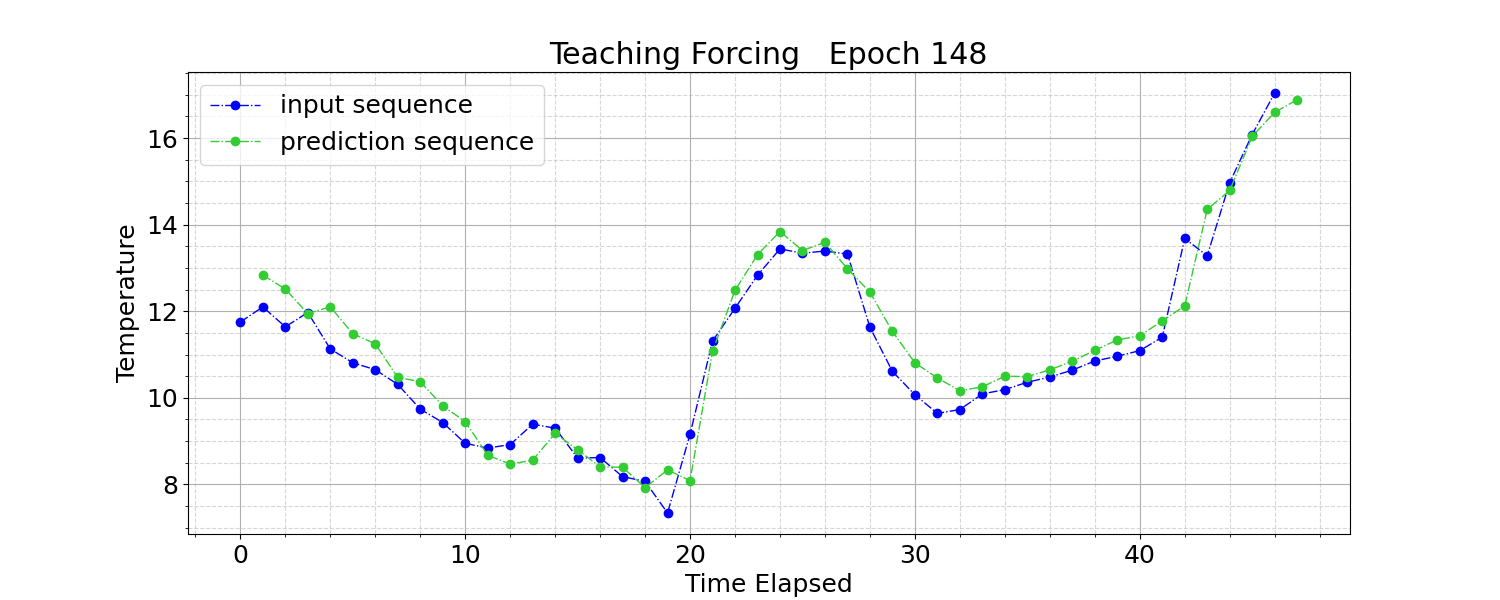 Teaching Forcing   Epoch 148
input sequence
prediction sequence
Temperature
16
14
12
10
8
0 10 20 30 40
Time Elapsed